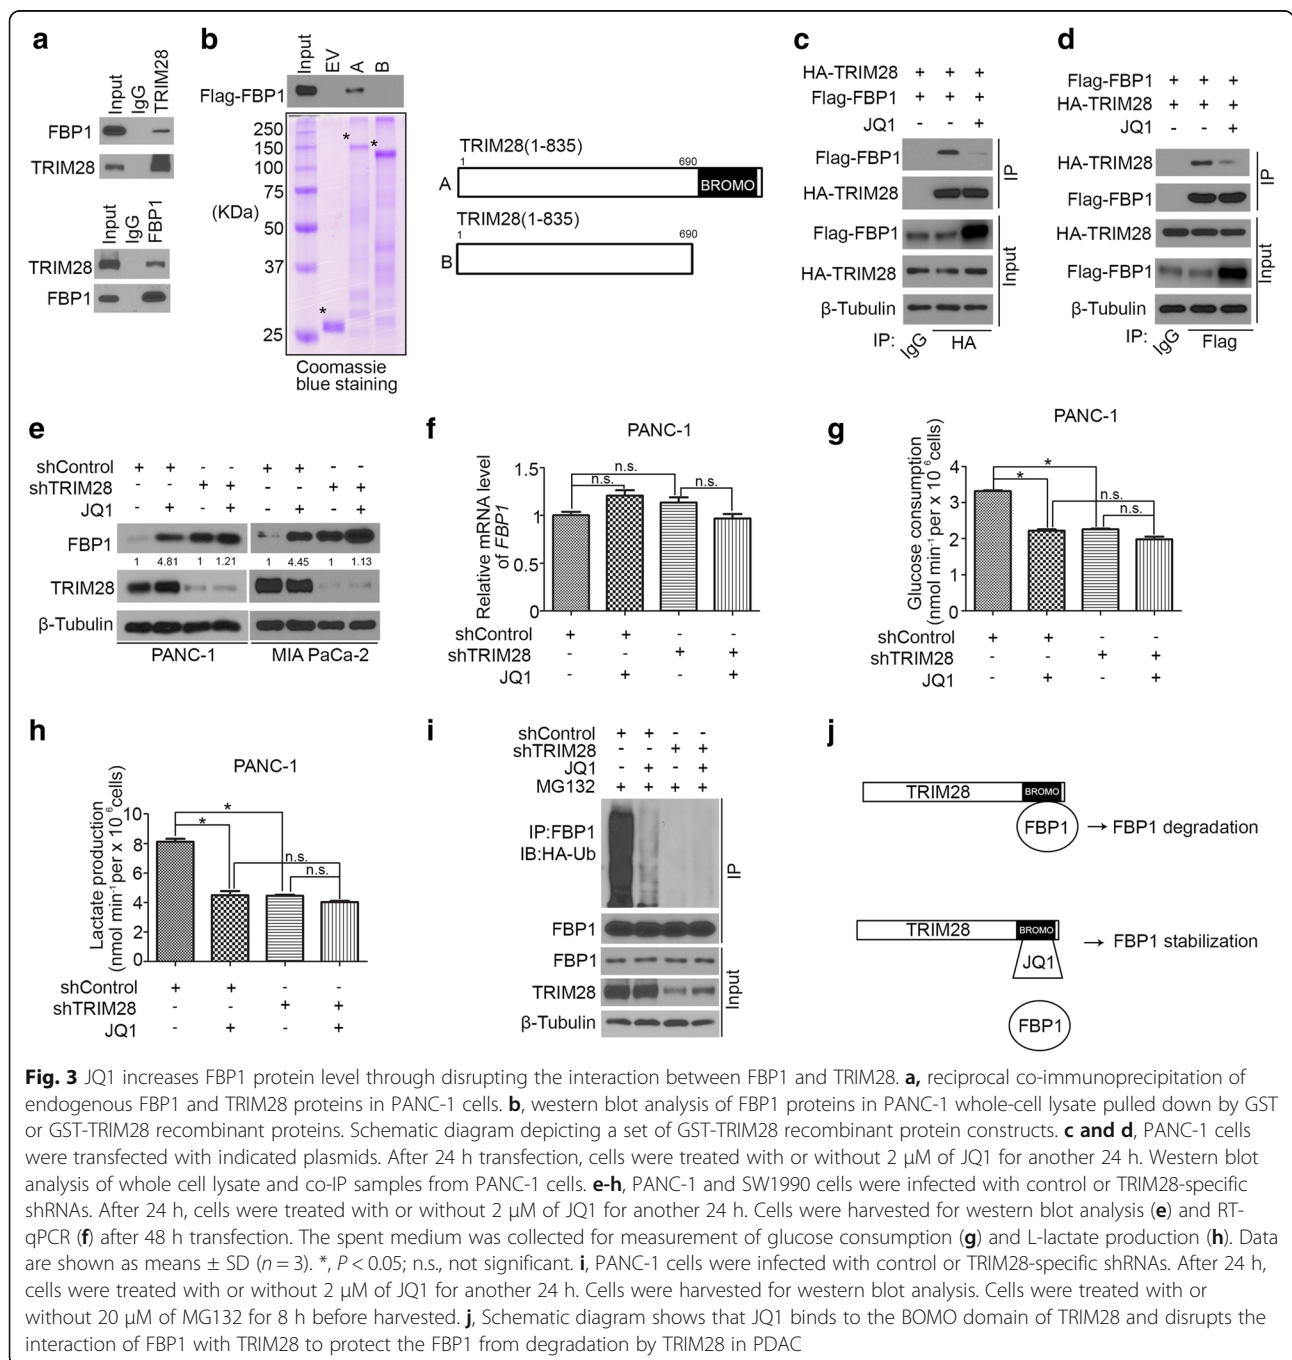 a
Input
IgG
TRIM28
FBP1
TRIM28
Input
IgG
FBP1
TRIM28
FBP1
b
Input
EV
A
B
Flag-FBP1
250
150
100
75
(KDa)
50
37
25
*
*
*
Coomassie
blue staining
TRIM28(1-835)
1 690
A BROMO
TRIM28(1-835)
1 690
B
c
HA-TRIM28 + + +
Flag-FBP1 + + +
JQ1 - - +
Flag-FBP1
HA-TRIM28
IP
Flag-FBP1
HA-TRIM28
β-Tubulin
Input
IP: IgG HA
d
Flag-FBP1 + + +
HA-TRIM28 + + +
JQ1 - - +
HA-TRIM28
Flag-FBP1
IP
HA-TRIM28
Flag-FBP1
β-Tubulin
Input
IP: IgG Flag
e
shControl + + - - + + - -
shTRIM28 - - + + - - + +
JQ1 - + - + - + - +
FBP1
1 4.81 1 1.21 1 4.45 1 1.13
TRIM28
β-Tubulin
PANC-1 MIA PaCa-2
f
PANC-1
Relative mRNA level
of FBP1
1.5
1
0.5
0
n.s.
n.s.
n.s.
shControl + + - -
shTRIM28 - - + +
JQ1 - + - +
g
PANC-1
Glucose consumption
(nmol min⁻¹per x 10⁶cells)
4
3
2
1
0
*
*
n.s.
n.s.
shControl + + - -
shTRIM28 - - + +
JQ1 - + - +
h
PANC-1
Lactate production
(nmol min⁻¹per x 10⁶cells)
10
8
6
4
2
0
*
*
n.s.
n.s.
shControl + + - -
shTRIM28 - - + +
JQ1 - + - +
i
shControl + + - -
shTRIM28 - - + +
JQ1 - + - +
MG132 + + + +
IP:FBP1
IB:HA-Ub
FBP1
IP
FBP1
TRIM28
β-Tubulin
Input
j
TRIM28 BROMO
FBP1 → FBP1 degradation
TRIM28 BROMO
→ FBP1 stabilization
JQ1
FBP1
Fig. 3 JQ1 increases FBP1 protein level through disrupting the interaction between FBP1 and TRIM28. a, reciprocal co-immunoprecipitation of
endogenous FBP1 and TRIM28 proteins in PANC-1 cells. b, western blot analysis of FBP1 proteins in PANC-1 whole-cell lysate pulled down by GST
or GST-TRIM28 recombinant proteins. Schematic diagram depicting a set of GST-TRIM28 recombinant protein constructs. c and d, PANC-1 cells
were transfected with indicated plasmids. After 24 h transfection, cells were treated with or without 2 μM of JQ1 for another 24 h. Western blot
analysis of whole cell lysate and co-IP samples from PANC-1 cells. e-h, PANC-1 and SW1990 cells were infected with control or TRIM28-specific
shRNAs. After 24 h, cells were treated with or without 2 μM of JQ1 for another 24 h. Cells were harvested for western blot analysis (e) and RT-
qPCR (f) after 48 h transfection. The spent medium was collected for measurement of glucose consumption (g) and L-lactate production (h). Data
are shown as means ± SD (n = 3). *, P < 0.05; n.s., not significant. i, PANC-1 cells were infected with control or TRIM28-specific shRNAs. After 24 h,
cells were treated with or without 2 μM of JQ1 for another 24 h. Cells were harvested for western blot analysis. Cells were treated with or
without 20 μM of MG132 for 8 h before harvested. j, Schematic diagram shows that JQ1 binds to the BOMO domain of TRIM28 and disrupts the
interaction of FBP1 with TRIM28 to protect the FBP1 from degradation by TRIM28 in PDAC